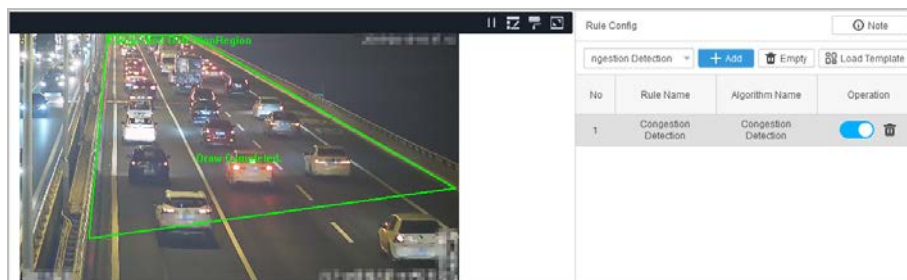 Rule Config
Note
ngestion Detection
+ Add
Empty
Load Template
No
Rule Name
Algorithm Name
Operation
1
Congestion
Detection
Congestion
Detection
Region
Draw Completed.